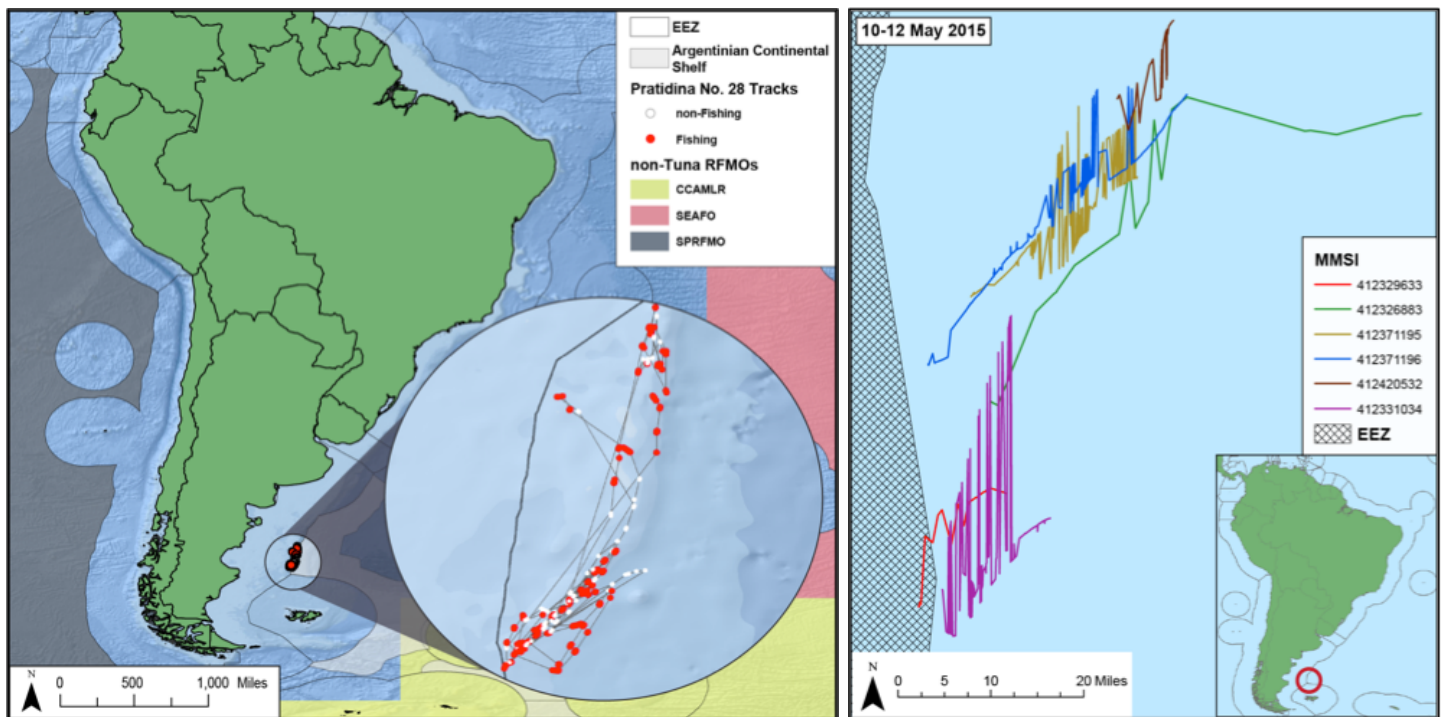 EEZ
Argentinian Continental
Shelf
Pratidina No. 28 Tracks
non-Fishing
Fishing
non-Tuna RFMOs
CCAMLR
SEAFO
SPRFMO
N
0 500 1,000 Miles
10-12 May 2015
MMSI
412329633
412326883
412371195
412371196
412420532
412331034
EEZ
N
0 5 10 20 Miles